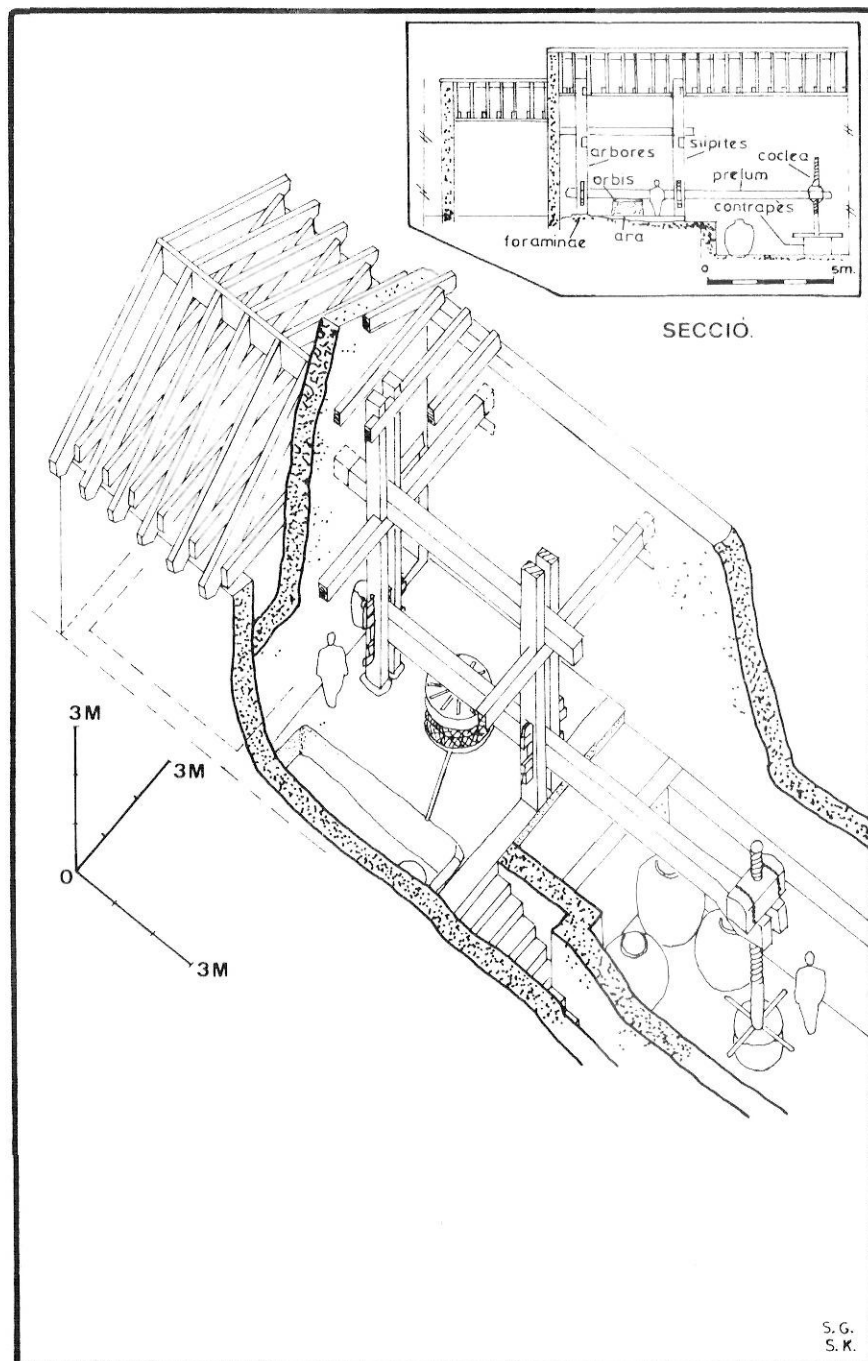 arbores
stipites
coclea
orbis
prelum
contrapes
foraminae
ara
0 5m.
SECCIÓ.
3M
3M
0
3M
S.G.
S.K.